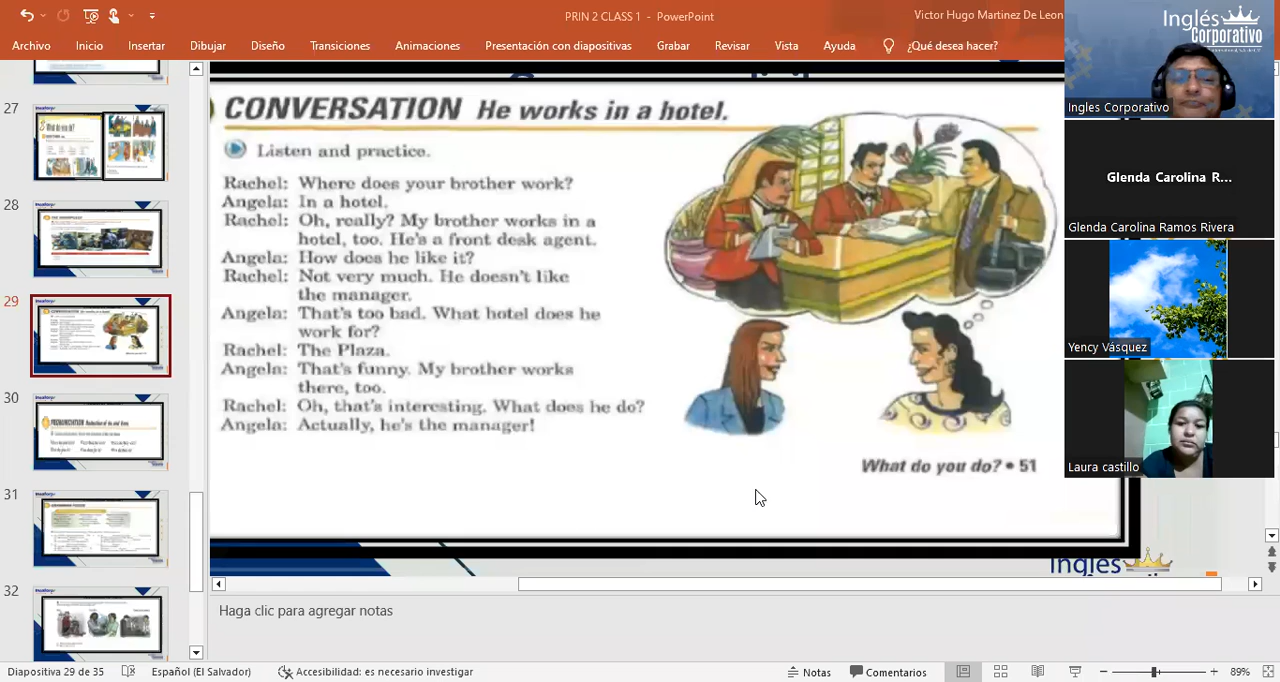 PRIN 2 CLASS 1 - PowerPoint
Victor Hugo Martinez De Leon
Archivo Inicio Insertar Dibujar Diseño Transiciones Animaciones Presentación con diapositivas Grabar Revisar Vista Ayuda ¿Qué desea hacer?
Inglés
Corporativo
Ingles Corporativo
Glenda Carolina R...
Glenda Carolina Ramos Rivera
Yency Vásquez
Laura castillo
27
28
29
30
31
32
CONVERSATION He works in a hotel.
Listen and practice.
Rachel: Where does your brother work?
Angela: In a hotel.
Rachel: Oh, really? My brother works in a
hotel, too. He's a front desk agent.
Angela: How does he like it?
Rachel: Not very much. He doesn't like
the manager.
Angela: That's too bad. What hotel does he
work for?
Rachel: The Plaza.
Angela: That's funny. My brother works
there, too.
Rachel: Oh, that's interesting. What does he do?
Angela: Actually, he's the manager!
What do you do? • 51
Inglés
Haga clic para agregar notas
Diapositiva 29 de 35 Español (El Salvador) Accesibilidad: es necesario investigar Notas Comentarios 89%